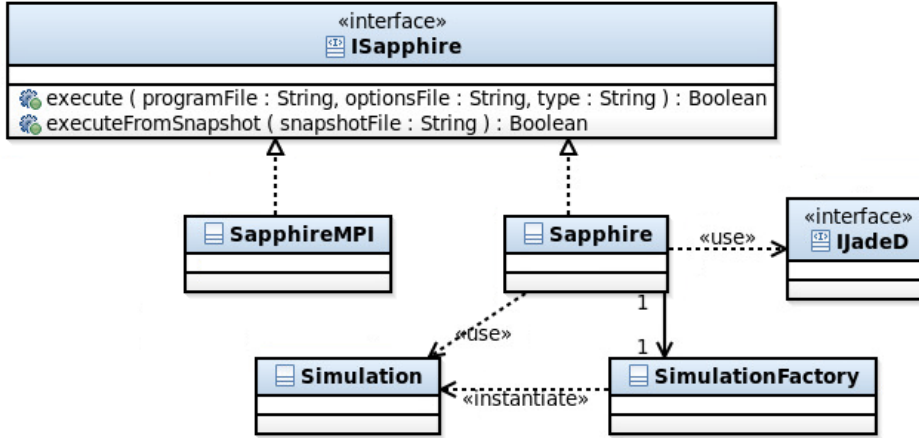 «interface»
ISapphire
execute ( programFile : String, optionsFile : String, type : String ) : Boolean
executeFromSnapshot ( snapshotFile : String ) : Boolean
SapphireMPI
Sapphire
«use»
«interface»
IJadeD
1
«use»
1
Simulation
«instantiate»
SimulationFactory